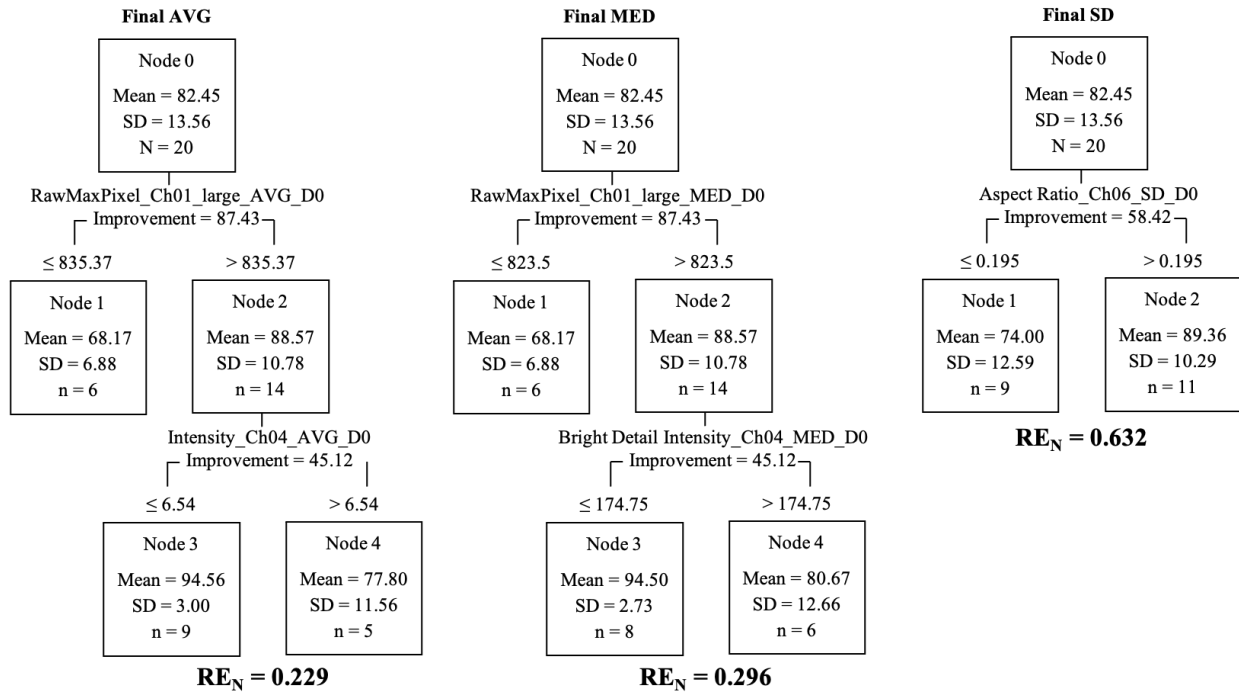 Final AVG
Node 0
Mean = 82.45
SD = 13.56
N = 20
RawMaxPixel_Ch01_large_AVG_D0
Improvement = 87.43
≤ 835.37
> 835.37
Node 1
Mean = 68.17
SD = 6.88
n = 6
Node 2
Mean = 88.57
SD = 10.78
n = 14
Intensity_Ch04_AVG_D0
Improvement = 45.12
≤ 6.54
> 6.54
Node 3
Mean = 94.56
SD = 3.00
n = 9
Node 4
Mean = 77.80
SD = 11.56
n = 5
REN = 0.229
Final MED
Node 0
Mean = 82.45
SD = 13.56
N = 20
RawMaxPixel_Ch01_large_MED_D0
Improvement = 87.43
≤ 823.5
> 823.5
Node 1
Mean = 68.17
SD = 6.88
n = 6
Node 2
Mean = 88.57
SD = 10.78
n = 14
Bright Detail Intensity_Ch04_MED_D0
Improvement = 45.12
≤ 174.75
> 174.75
Node 3
Mean = 94.50
SD = 2.73
n = 8
Node 4
Mean = 80.67
SD = 12.66
n = 6
REN = 0.296
Final SD
Node 0
Mean = 82.45
SD = 13.56
N = 20
Aspect Ratio_Ch06_SD_D0
Improvement = 58.42
≤ 0.195
> 0.195
Node 1
Mean = 74.00
SD = 12.59
n = 9
Node 2
Mean = 89.36
SD = 10.29
n = 11
REN = 0.632